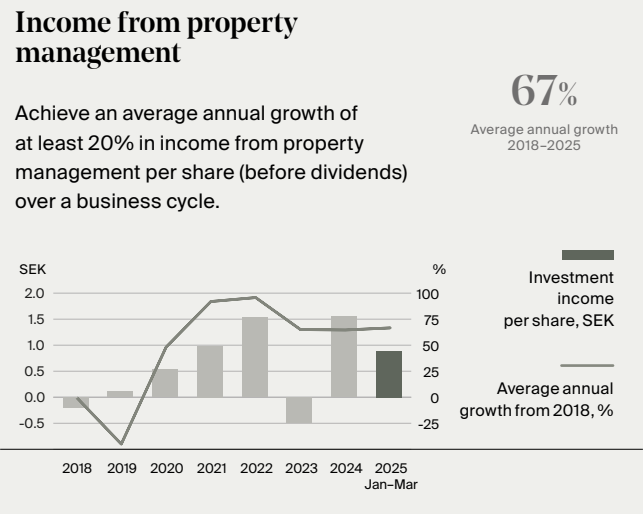 Income from property
management
67%
Average annual growth
2018–2025
Achieve an average annual growth of
at least 20% in income from property
management per share (before dividends)
over a business cycle.
SEK
%
2.0
100
1.5
75
1.0
50
0.5
25
0.0
0
-0.5
-25
2018 2019 2020 2021 2022 2023 2024 2025
Jan–Mar
Investment
income
per share, SEK
Average annual
growth from 2018, %